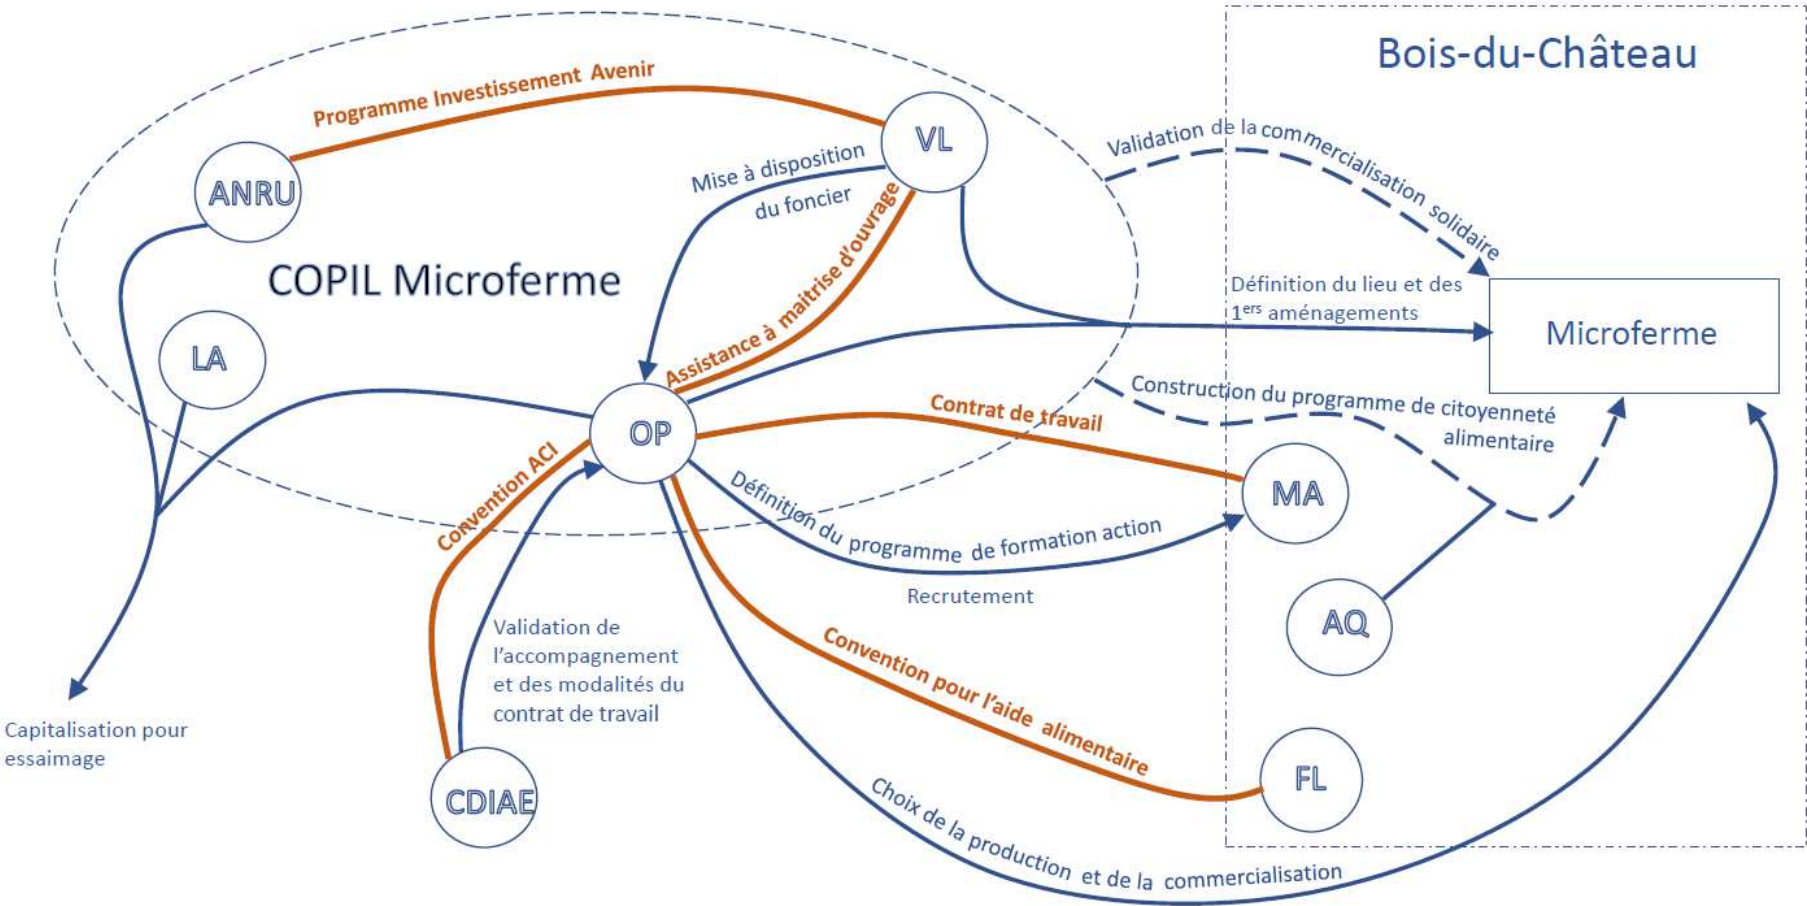 Bois-du-Château
Programme Investissement Avenir
VL
Validation de la commercialisation solidaire
Mise à disposition
du foncier
ANRU
COPIL Microferme
Assistance à maitrise d'ouvrage
Définition du lieu et des
1ers aménagements
Microferme
LA
Construction du programme de citoyenneté
alimentaire
Contrat de travail
OP
Convention ACI
MA
Définition du programme de formation action
Recrutement
AQ
Validation de
l'accompagnement
et des modalités du
contrat de travail
Convention pour l'aide alimentaire
Capitalisation pour
essaimage
FL
CDIAE
Choix de la production et de la commercialisation